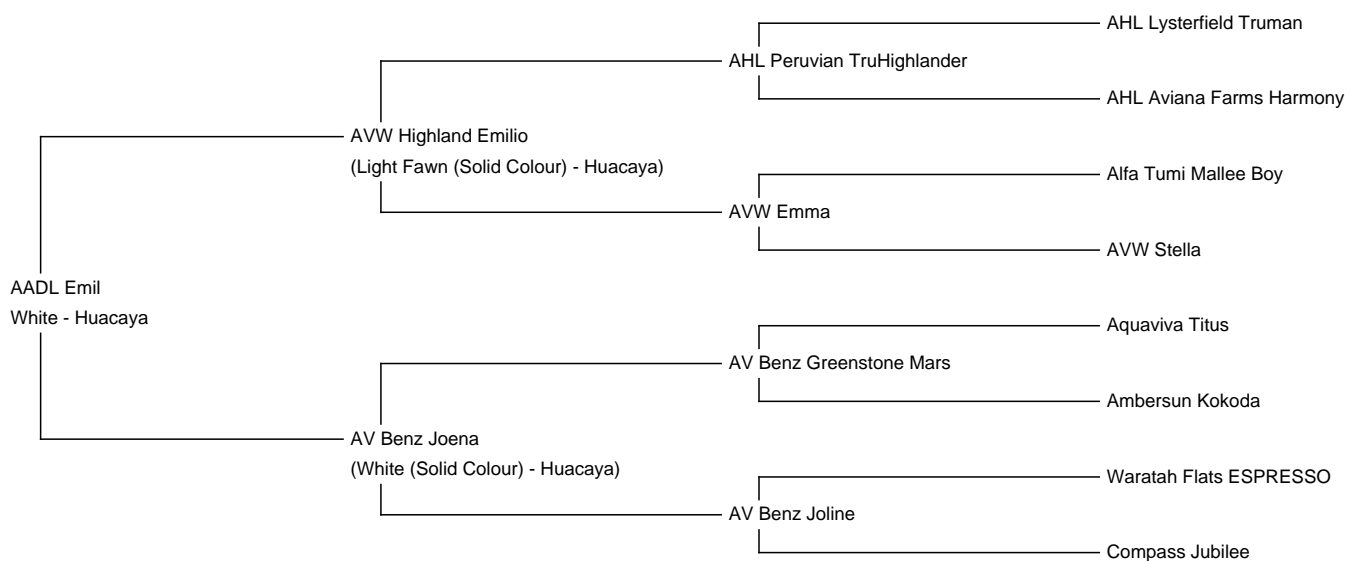 AHL Lysterfield Truman
AHL Peruvian TruHighlander
AHL Aviana Farms Harmony
AVW Highland Emilio
(Light Fawn (Solid Colour) - Huacaya)
Alfa Tumi Mallee Boy
AVW Emma
AVW Stella
AADL Emil
White - Huacaya
Aquaviva Titus
AV Benz Greenstone Mars
Ambersun Kokoda
AV Benz Joena
(White (Solid Colour) - Huacaya)
Waratah Flats ESPRESSO
AV Benz Joline
Compass Jubilee